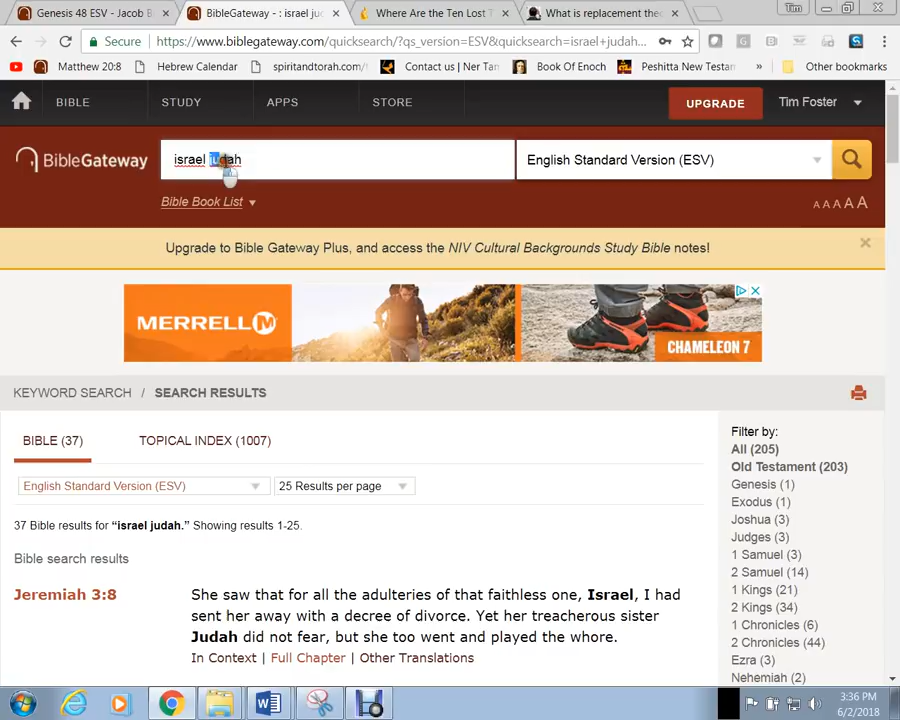 Genesis 48 ESV - Jacob B
BibleGateway - : israel jud
Where Are the Ten Lost T
What is replacement the
Tim
Secure
https://www.biblegateway.com/quicksearch/?qs_version=ESV&quicksearch=israel+judah...
Matthew 20:8
Hebrew Calendar
spiritandtorah.com/
Contact us | Ner Tam
Book Of Enoch
Peshitta New Testam
»
Other bookmarks
BIBLE
STUDY
APPS
STORE
UPGRADE
Tim Foster
BibleGateway
israel judah
English Standard Version (ESV)
Bible Book List
A A A A A
Upgrade to Bible Gateway Plus, and access the NIV Cultural Backgrounds Study Bible notes!
MERRELL
SHOP NOW
CHAMELEON 7
KEYWORD SEARCH / SEARCH RESULTS
BIBLE (37)
TOPICAL INDEX (1007)
English Standard Version (ESV)
25 Results per page
37 Bible results for “israel judah.” Showing results 1-25.
Bible search results
Jeremiah 3:8
She saw that for all the adulteries of that faithless one, Israel, I had
sent her away with a decree of divorce. Yet her treacherous sister
Judah did not fear, but she too went and played the whore.
In Context | Full Chapter | Other Translations
Filter by:
All (205)
Old Testament (203)
Genesis (1)
Exodus (1)
Joshua (3)
Judges (3)
1 Samuel (3)
2 Samuel (14)
1 Kings (21)
2 Kings (34)
1 Chronicles (6)
2 Chronicles (44)
Ezra (3)
Nehemiah (2)
3:36 PM
6/2/2018